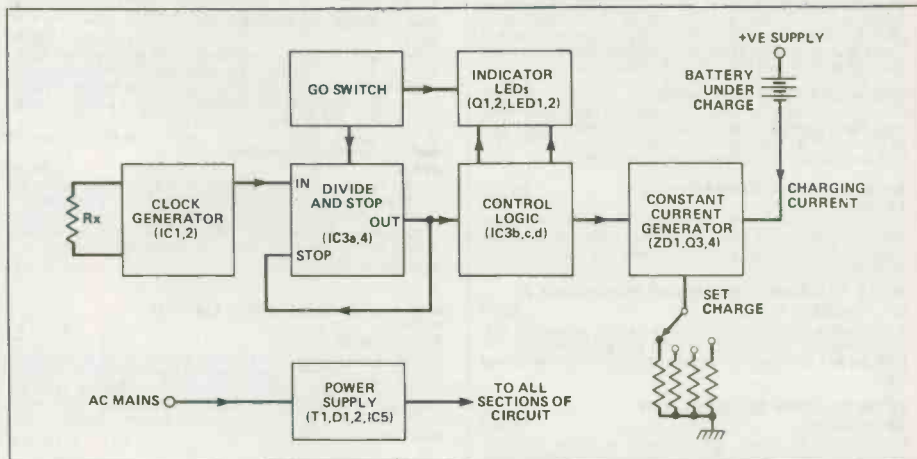 +VE SUPPLY
BATTERY
UNDER
CHARGE
GO SWITCH
INDICATOR
LEDs
(Q1,2,LED1,2)
CHARGING
CURRENT
Rx
CLOCK
GENERATOR
(IC1,2)
IN
DIVIDE
AND STOP
OUT
(IC3a,4)
STOP
CONTROL
LOGIC
(IC3b,c,d)
CONSTANT
CURRENT
GENERATOR
(ZD1,Q3,4)
SET
CHARGE
AC MAINS
POWER
SUPPLY
(T1,D1,2,IC5)
TO ALL
SECTIONS OF
CIRCUIT